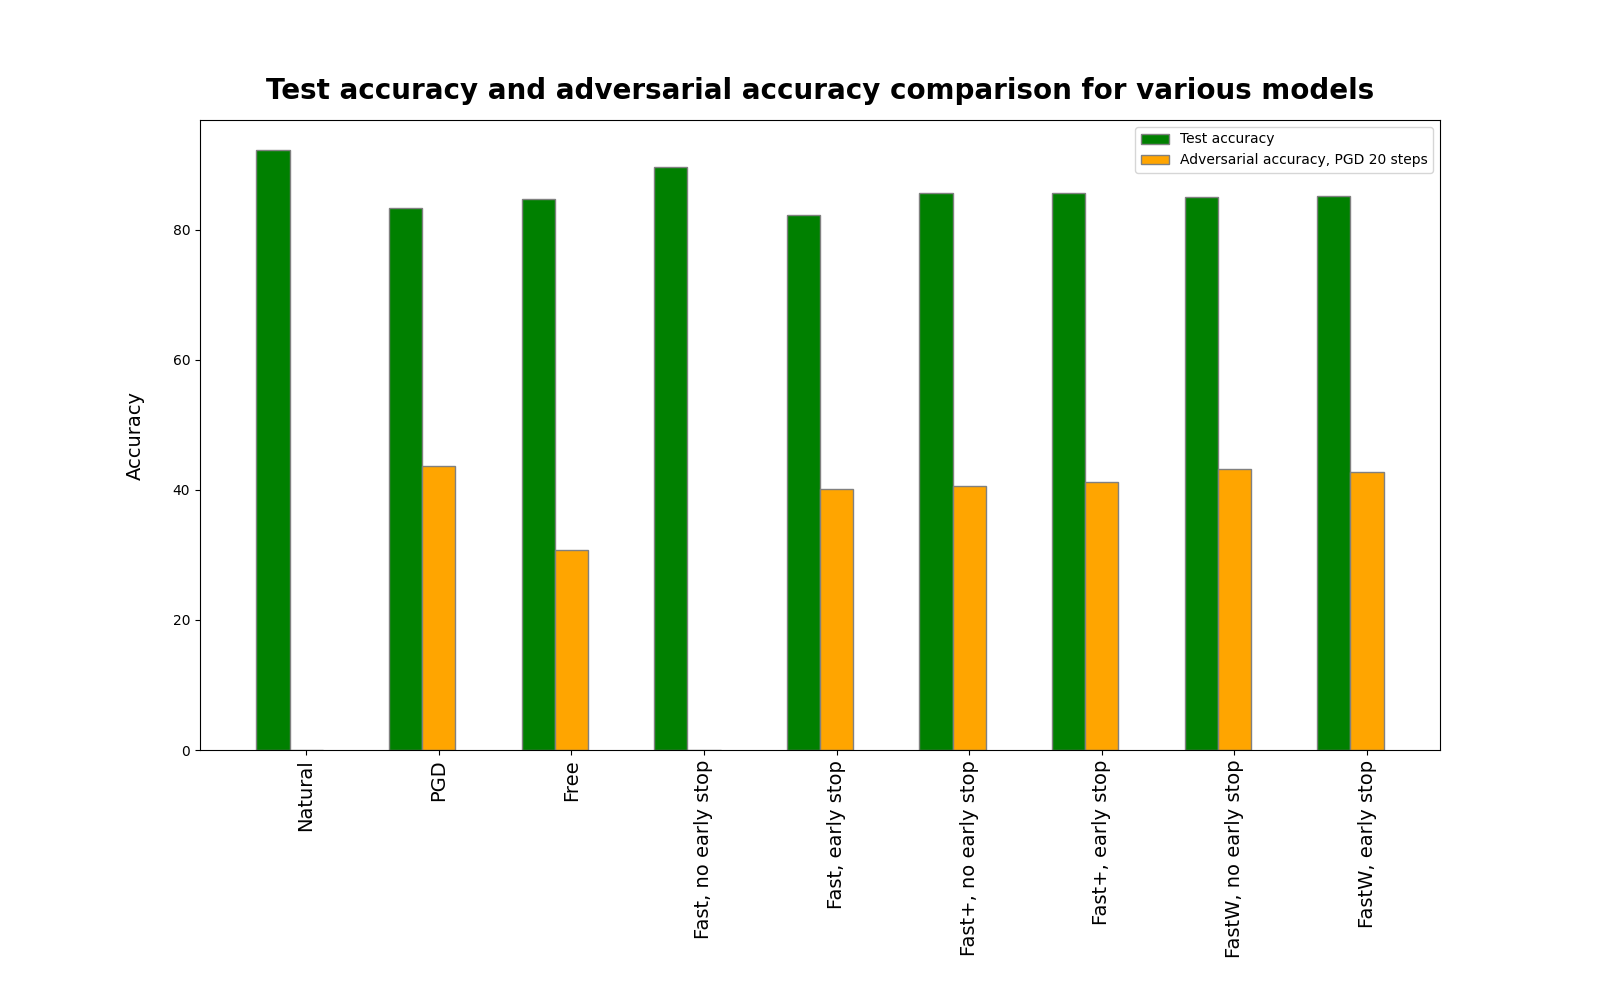 Test accuracy and adversarial accuracy comparison for various models
Test accuracy
Adversarial accuracy, PGD 20 steps
Accuracy
80
60
40
20
0
Natural
PGD
Free
Fast, no early stop
Fast, early stop
Fast+, no early stop
Fast+, early stop
FastW, no early stop
FastW, early stop